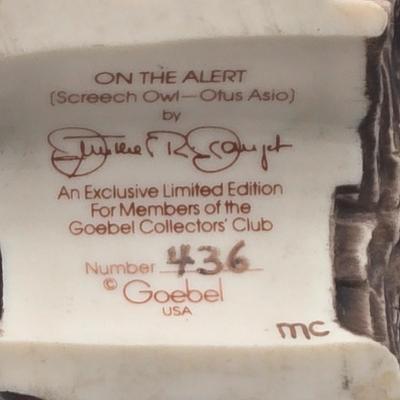 ON THE ALERT
(Screech Owl—Otus Asio)
by
An Exclusive Limited Edition
For Members of the
Goebel Collectors' Club
Number 436
© Goebel
USA
mc